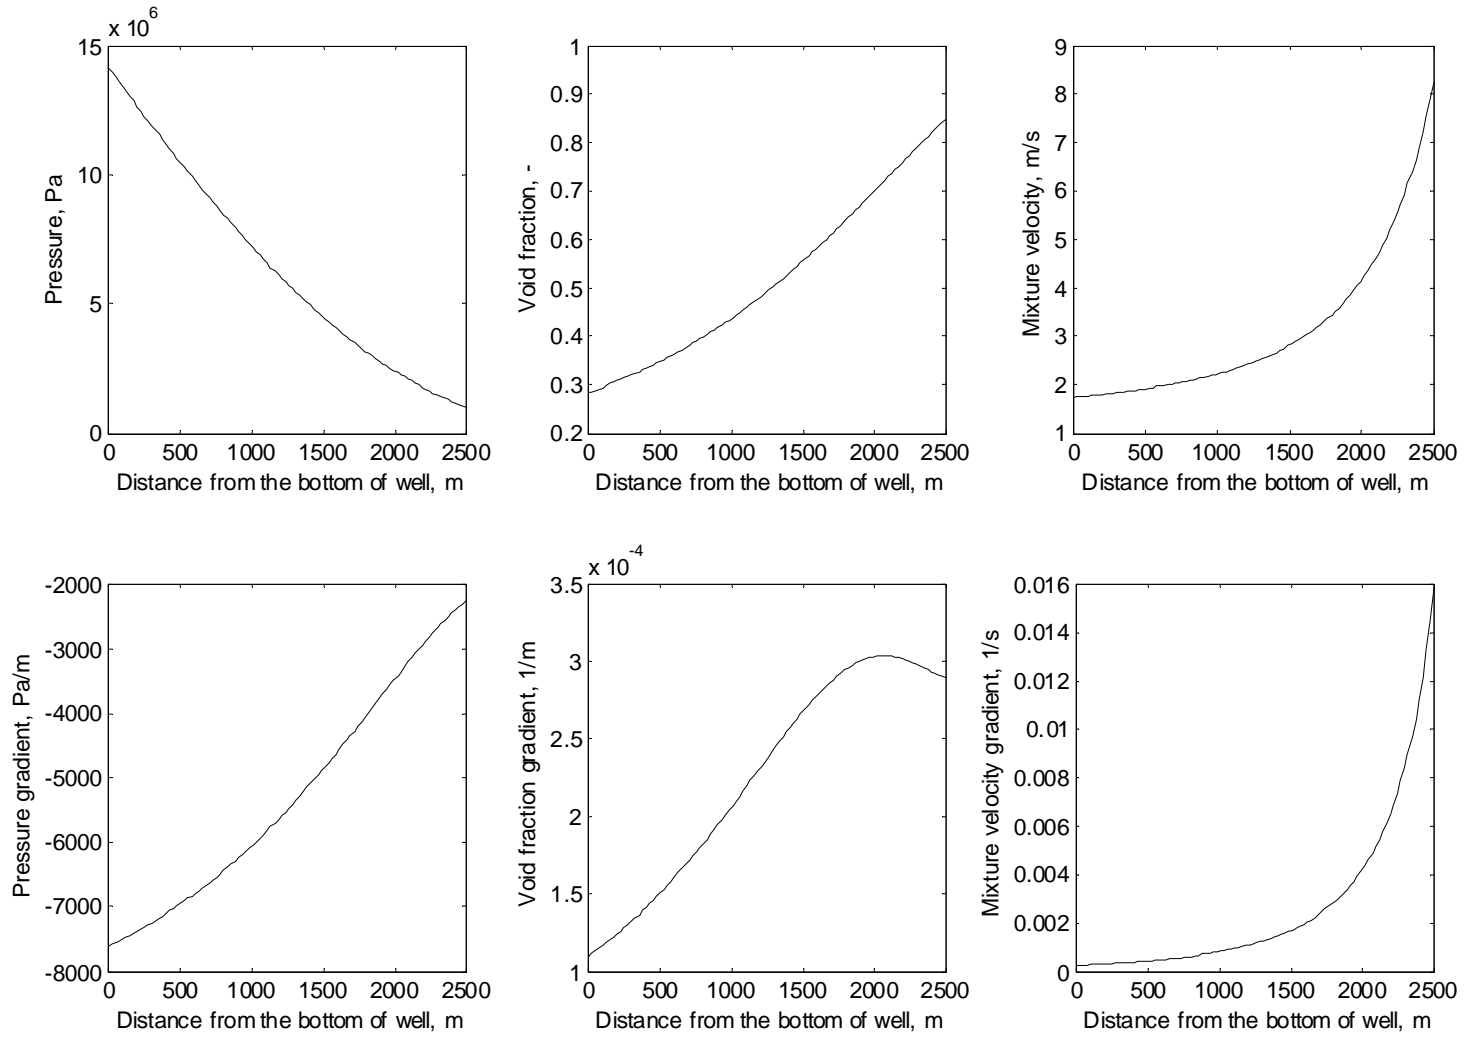 x 10^6
15
10
5
0
0 500 1000 1500 2000 2500
Pressure, Pa
Distance from the bottom of well, m
1
0.9
0.8
0.7
0.6
0.5
0.4
0.3
0.2
0 500 1000 1500 2000 2500
Void fraction, -
Distance from the bottom of well, m
9
8
7
6
5
4
3
2
1
0 500 1000 1500 2000 2500
Mixture velocity, m/s
Distance from the bottom of well, m
-2000
-3000
-4000
-5000
-6000
-7000
-8000
0 500 1000 1500 2000 2500
Pressure gradient, Pa/m
Distance from the bottom of well, m
x 10^-4
3.5
3
2.5
2
1.5
1
0 500 1000 1500 2000 2500
Void fraction gradient, 1/m
Distance from the bottom of well, m
0.016
0.014
0.012
0.01
0.008
0.006
0.004
0.002
0
0 500 1000 1500 2000 2500
Mixture velocity gradient, 1/s
Distance from the bottom of well, m